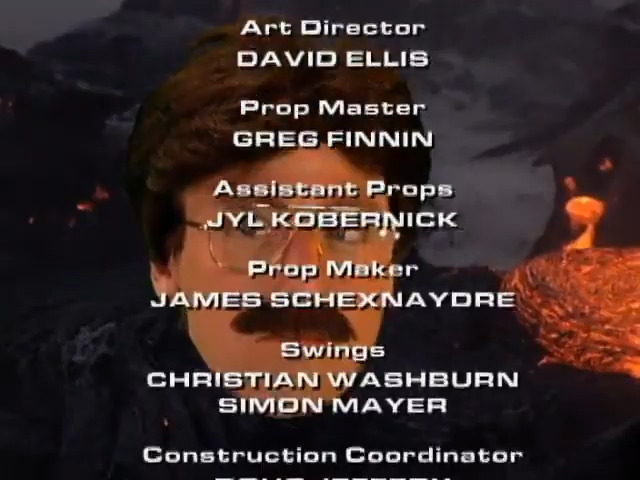 Art Director
DAVID ELLIS
Prop Master
GREG FINNIN
Assistant Props
JYL KOBERNICK
Prop Maker
JAMES SCHEXNAYDRE
Swings
CHRISTIAN WASHBURN
SIMON MAYER
Construction Coordinator